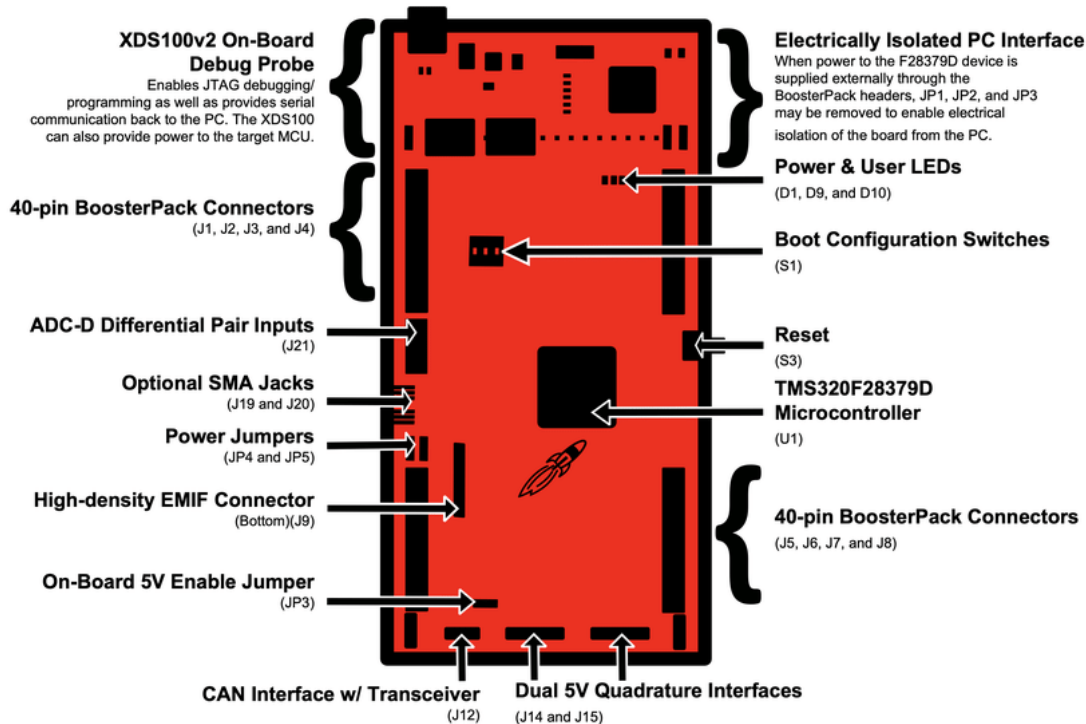 XDS100v2 On-Board
Debug Probe
Enables JTAG debugging/
programming as well as provides serial
communication back to the PC. The XDS100
can also provide power to the target MCU.
40-pin BoosterPack Connectors
(J1, J2, J3, and J4)
ADC-D Differential Pair Inputs
(J21)
Optional SMA Jacks
(J19 and J20)
Power Jumpers
(JP4 and JP5)
High-density EMIF Connector
(Bottom)(J9)
On-Board 5V Enable Jumper
(JP3)
CAN Interface w/ Transceiver
(J12)
Dual 5V Quadrature Interfaces
(J14 and J15)
Electrically Isolated PC Interface
When power to the F28379D device is
supplied externally through the
BoosterPack headers, JP1, JP2, and JP3
may be removed to enable electrical
isolation of the board from the PC.
Power & User LEDs
(D1, D9, and D10)
Boot Configuration Switches
(S1)
Reset
(S3)
TMS320F28379D
Microcontroller
(U1)
40-pin BoosterPack Connectors
(J5, J6, J7, and J8)